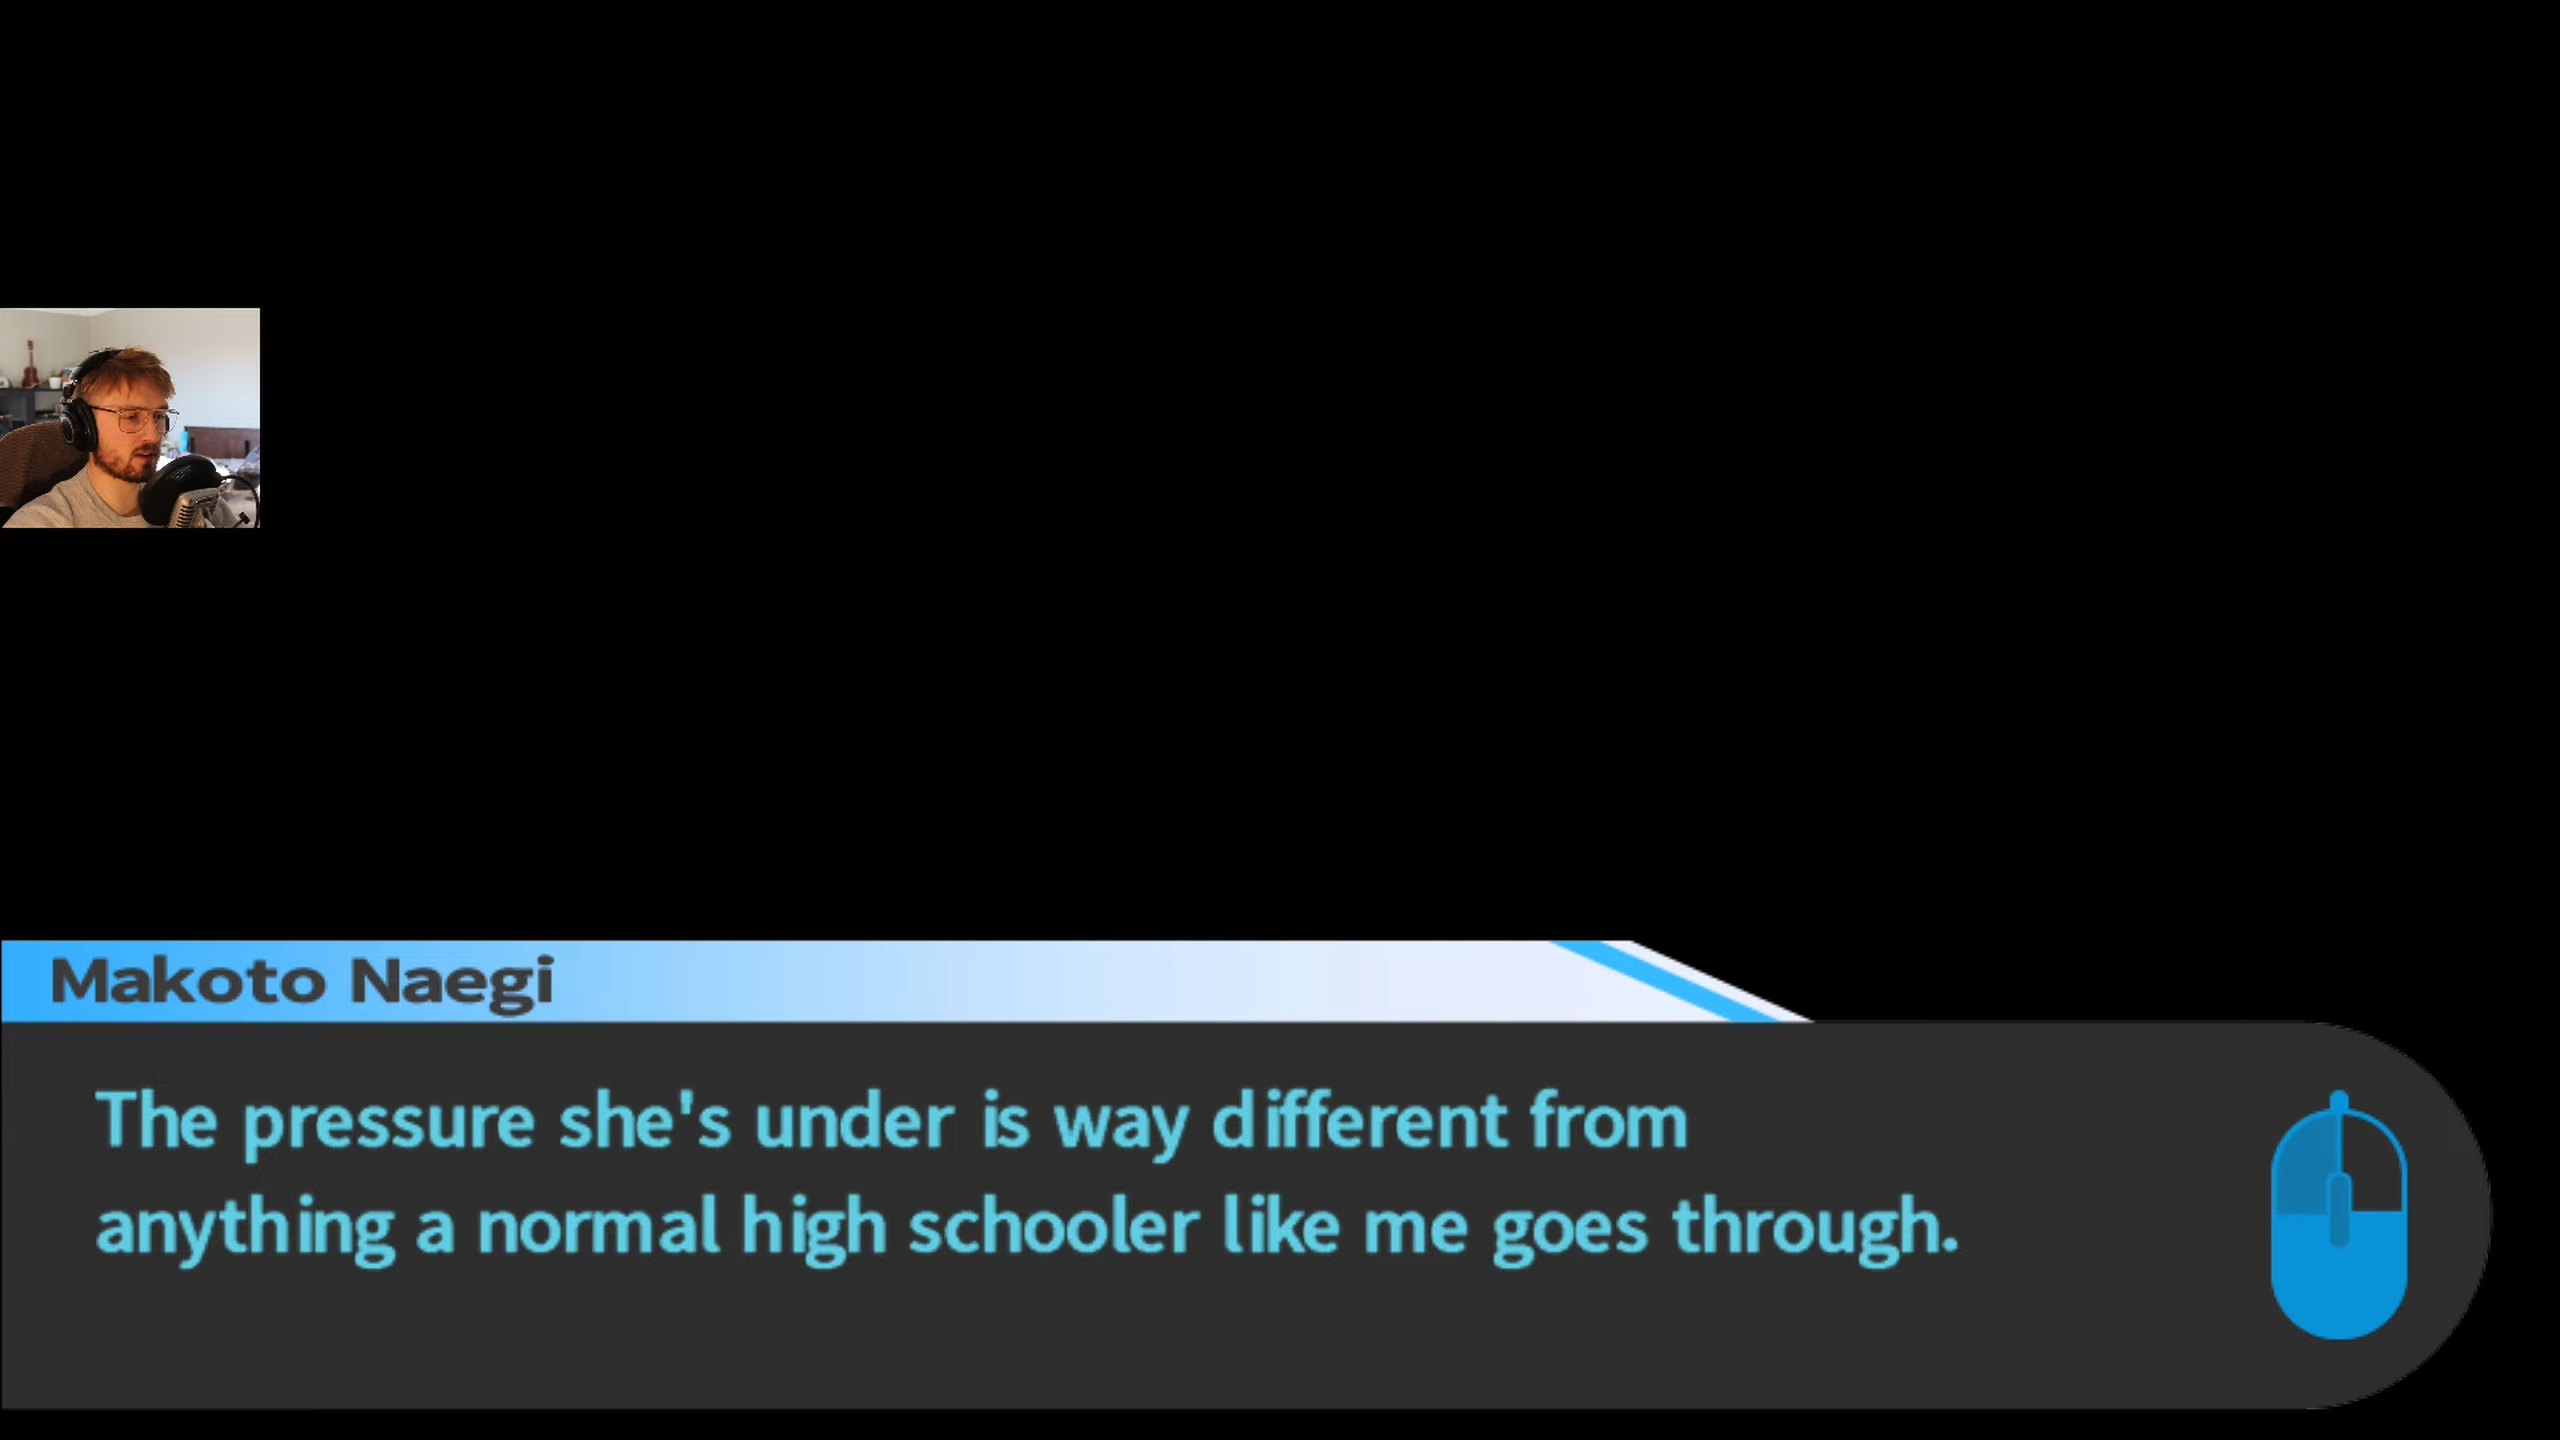 Makoto Naegi
The pressure she's under is way different from
anything a normal high schooler like me goes through.